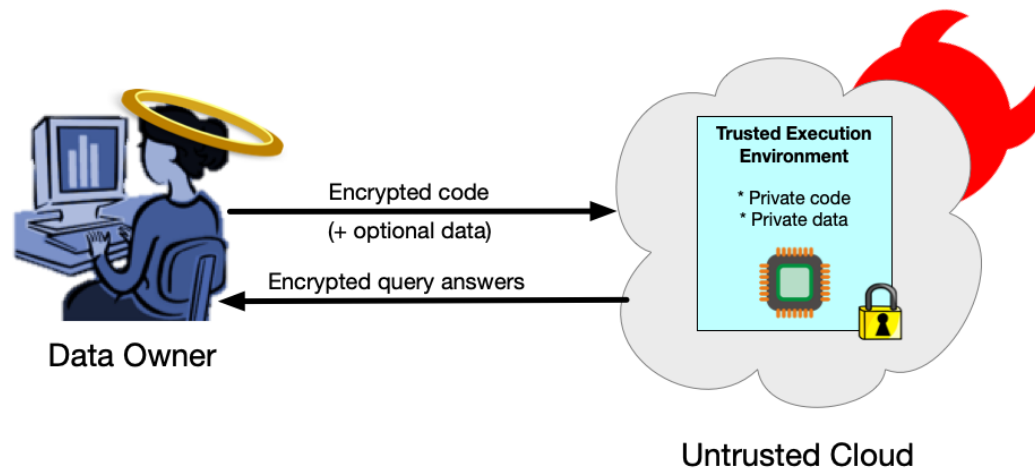 Trusted Execution
Environment
* Private code
* Private data
Encrypted code
(+ optional data)
Encrypted query answers
Data Owner
Untrusted Cloud